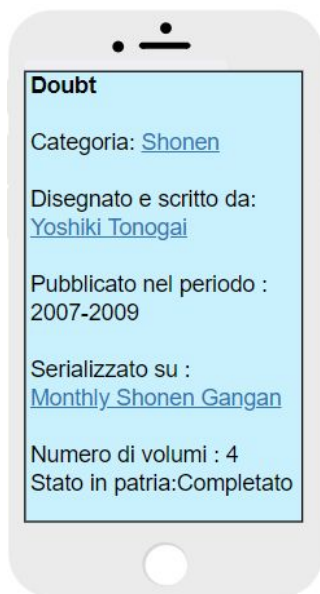 Doubt
Categoria: Shonen
Disegnato e scritto da:
Yoshiki Tonogai
Pubblicato nel periodo :
2007-2009
Serializzato su :
Monthly Shonen Gangan
Numero di volumi : 4
Stato in patria:Completato